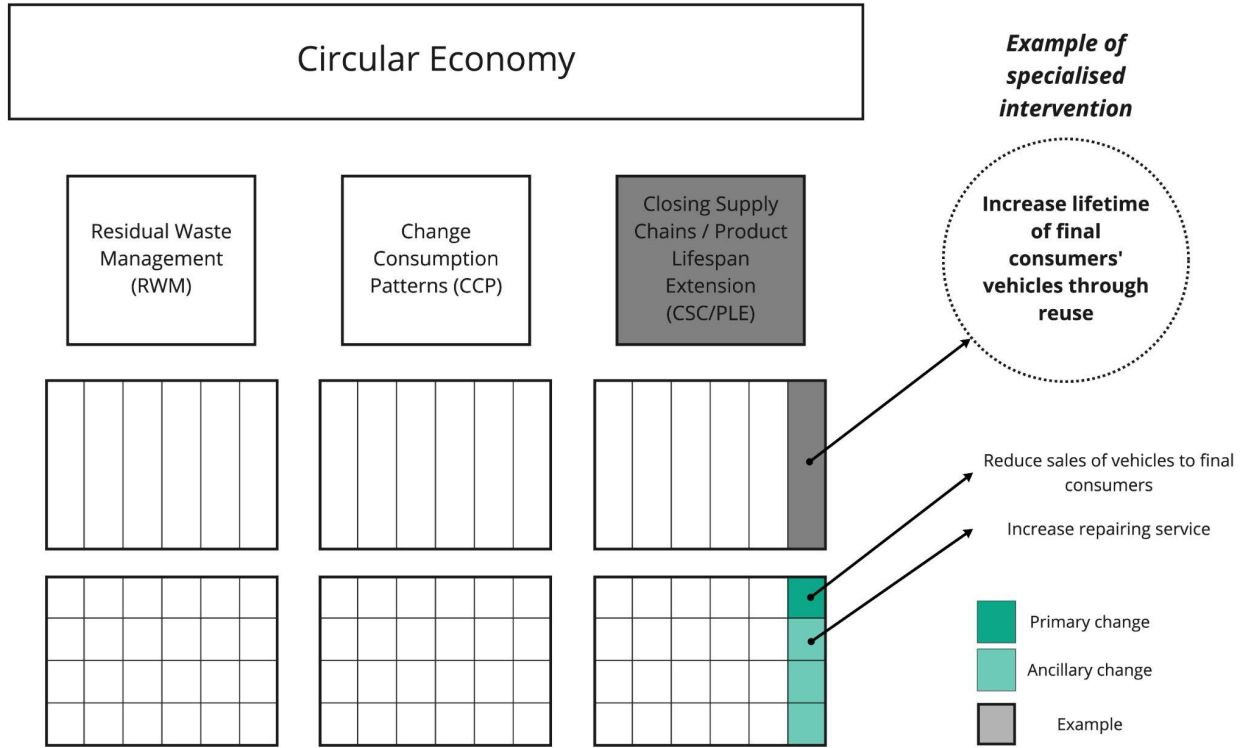 Circular Economy
Example of
specialised
intervention
Residual Waste
Management
(RWM)
Change
Consumption
Patterns (CCP)
Closing Supply
Chains / Product
Lifespan
Extension
(CSC/PLE)
Increase lifetime
of final
consumers'
vehicles through
reuse
Reduce sales of vehicles to final
consumers
Increase repairing service
Primary change
Ancillary change
Example